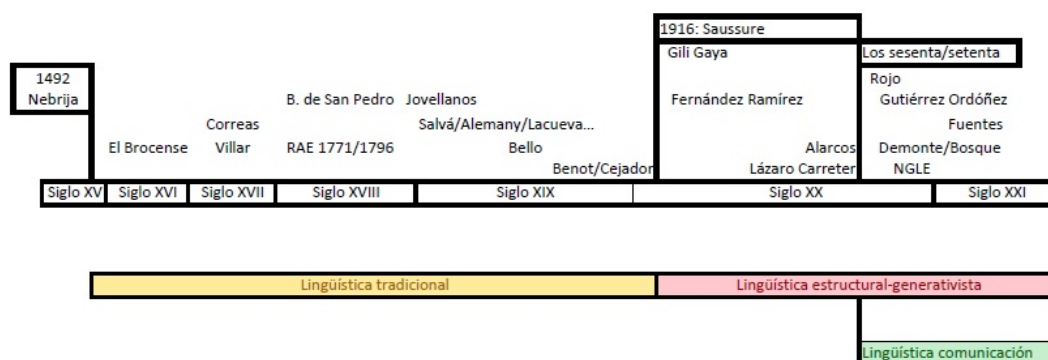 1916: Saussure
Gili Gaya
Los sesenta/setenta
1492
Nebrija
Rojo
B. de San Pedro
Jovellanos
Fernández Ramírez
Gutiérrez Ordóñez
Correas
Salvá/Alemany/Lacueva...
Fuentes
El Brocense
Villar
RAE 1771/1796
Bello
Alarcos
Demonte/Bosque
Benot/Cejador
Lázaro Carreter
NGLE
Siglo XV
Siglo XVI
Siglo XVII
Siglo XVIII
Siglo XIX
Siglo XX
Siglo XXI
Lingüística tradicional
Lingüística estructural-generativista
Lingüística comunicación